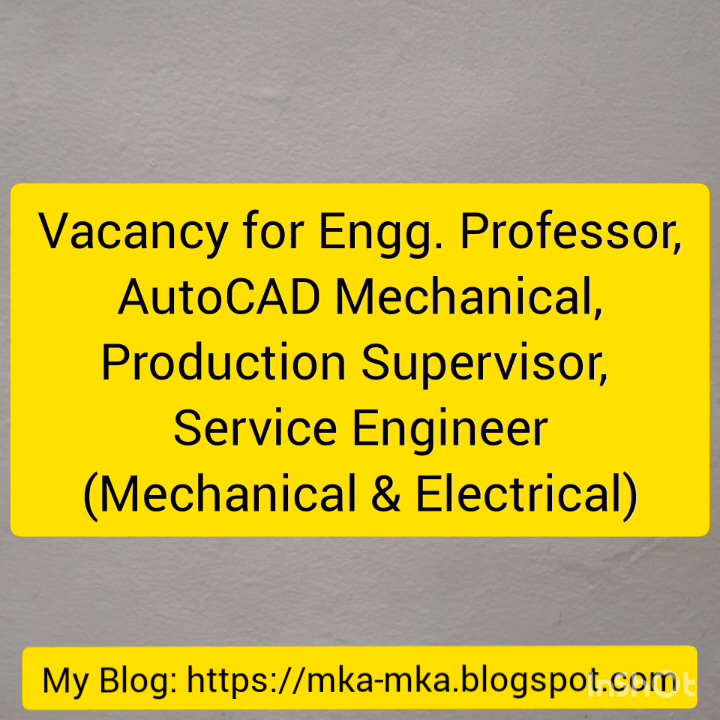 Vacancy for Engg. Professor,
AutoCAD Mechanical,
Production Supervisor,
Service Engineer
(Mechanical & Electrical)
My Blog: https://mka-mka.blogspot.com
inshot